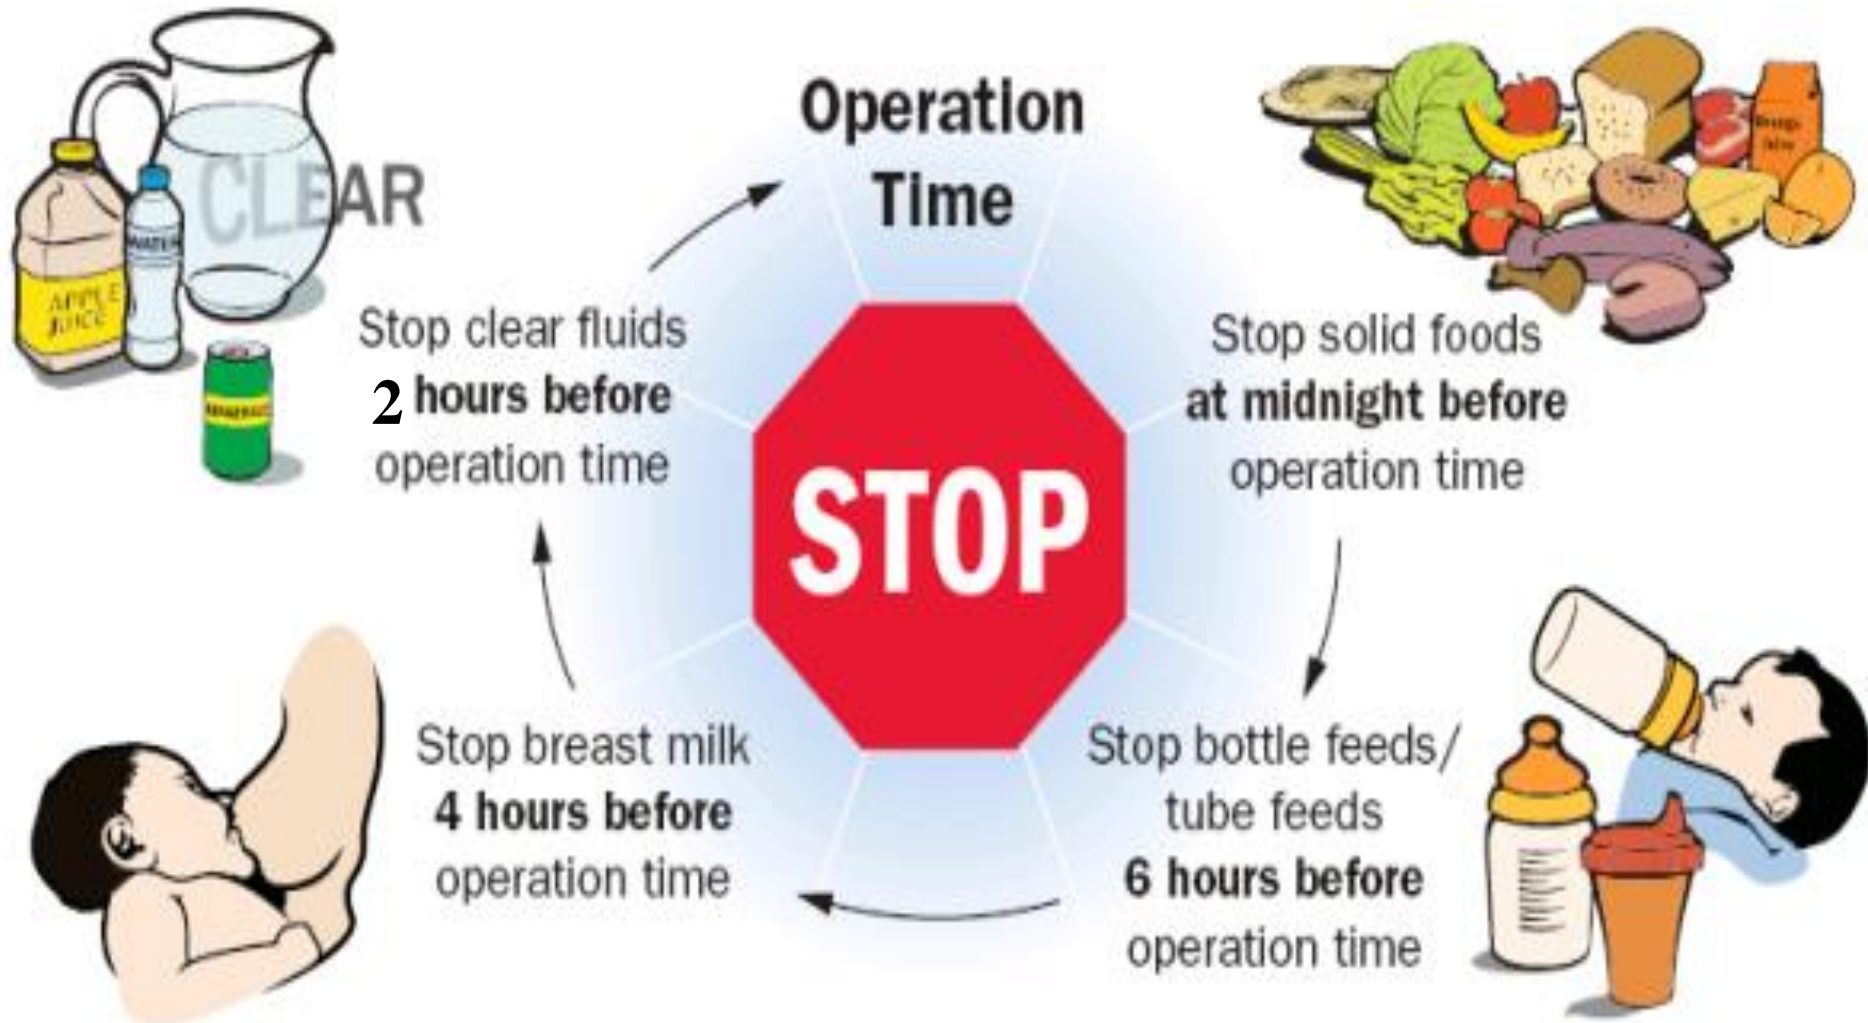 Operation
Time
Stop solid foods
at midnight before
operation time
Stop bottle feeds/
tube feeds
6 hours before
operation time
Stop breast milk
4 hours before
operation time
Stop clear fluids
2 hours before
operation time
STOP
CLEAR
WATER
APPLE
JUICE